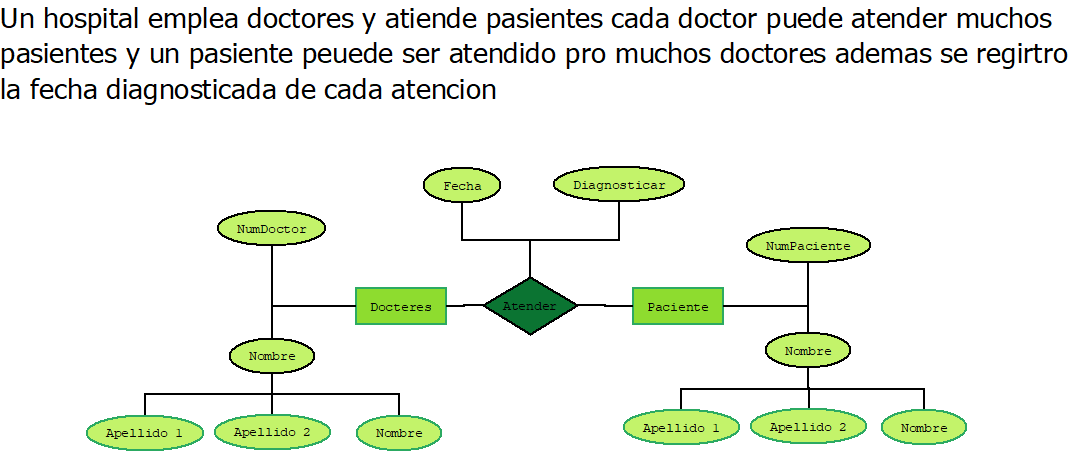 Un hospital emplea doctores y atiende pasientes cada doctor puede atender muchos
pasientes y un pasiente peuede ser atendido pro muchos doctores ademas se regirtro
la fecha diagnosticada de cada atencion
Fecha
Diagnosticar
NumDoctor
NumPaciente
Docteres
Atender
Paciente
Nombre
Nombre
Apellido 1
Apellido 2
Nombre
Apellido 1
Apellido 2
Nombre